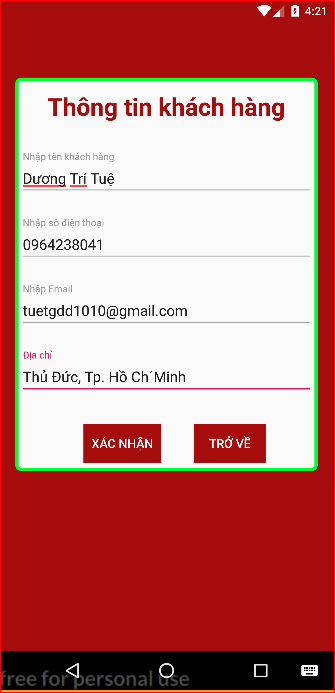 4:21
Thông tin khách hàng
Nhập tên khách hàng
Dương Trí Tuệ
Nhập số điện thoại
0964238041
Nhập Email
tuetgdd1010@gmail.com
Địa chỉ
Thủ Đức, Tp. Hồ Ch´Minh
XÁC NHẬN TRỞ VỀ
free for personal use